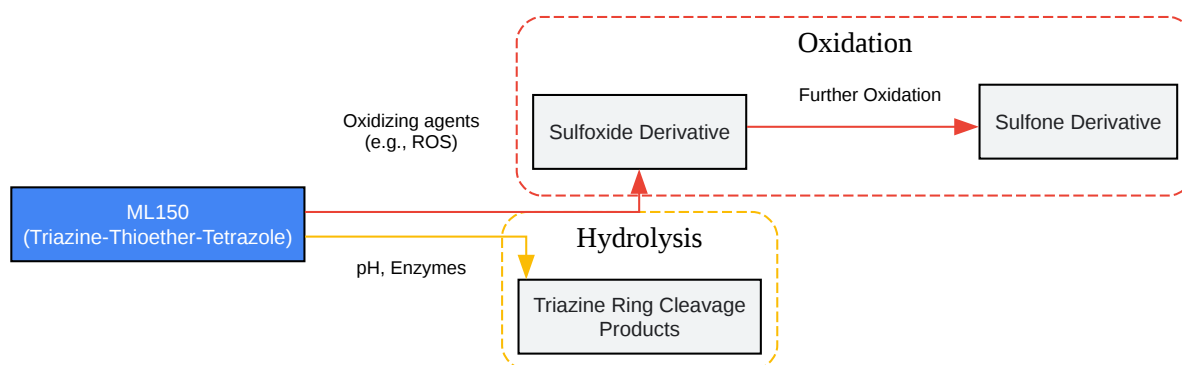 Oxidation
Further Oxidation
Oxidizing agents
(e.g., ROS)
Sulfoxide Derivative
Sulfone Derivative
ML150
(Triazine-Thioether-Tetrazole)
Hydrolysis
pH, Enzymes
Triazine Ring Cleavage
Products